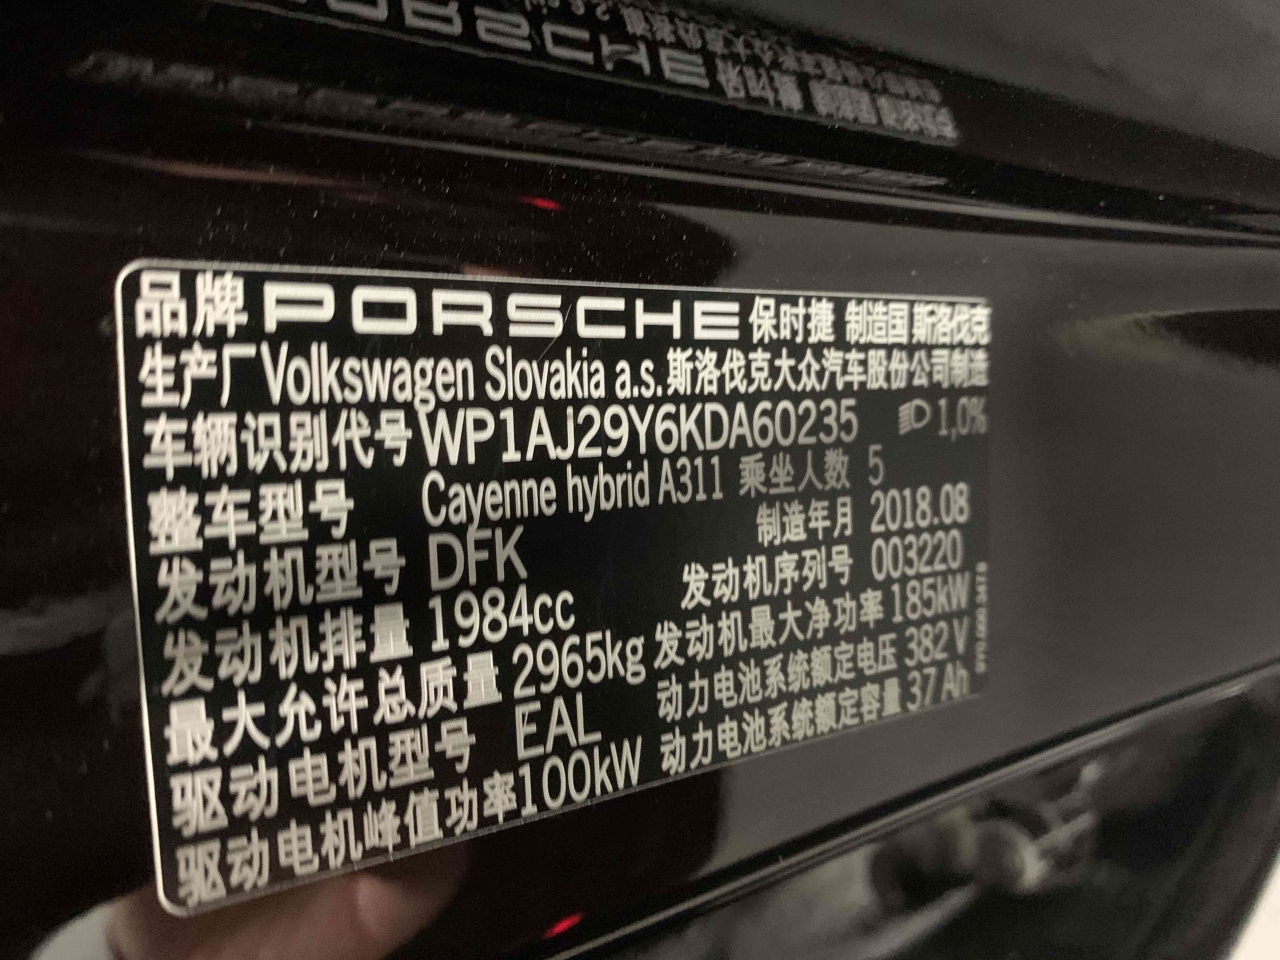 品牌 PORSCHE 保时捷 制造国 斯洛伐克
生产厂 Volkswagen Slovakia a.s. 斯洛伐克大众汽车股份公司制造
车辆识别代号 WP1AJ29Y6KDA60235 1,0%
整车型号 Cayenne hybrid A311 乘坐人数 5
发动机型号 DFK 制造年月 2018.08
发动机排量 1984cc 发动机序列号 003220
最大允许总质量 2965kg 发动机最大净功率 185kW
驱动电机型号 EAL 动力电池系统额定电压 382 V
驱动电机峰值功率 100kW 动力电池系统额定容量 37 Ah